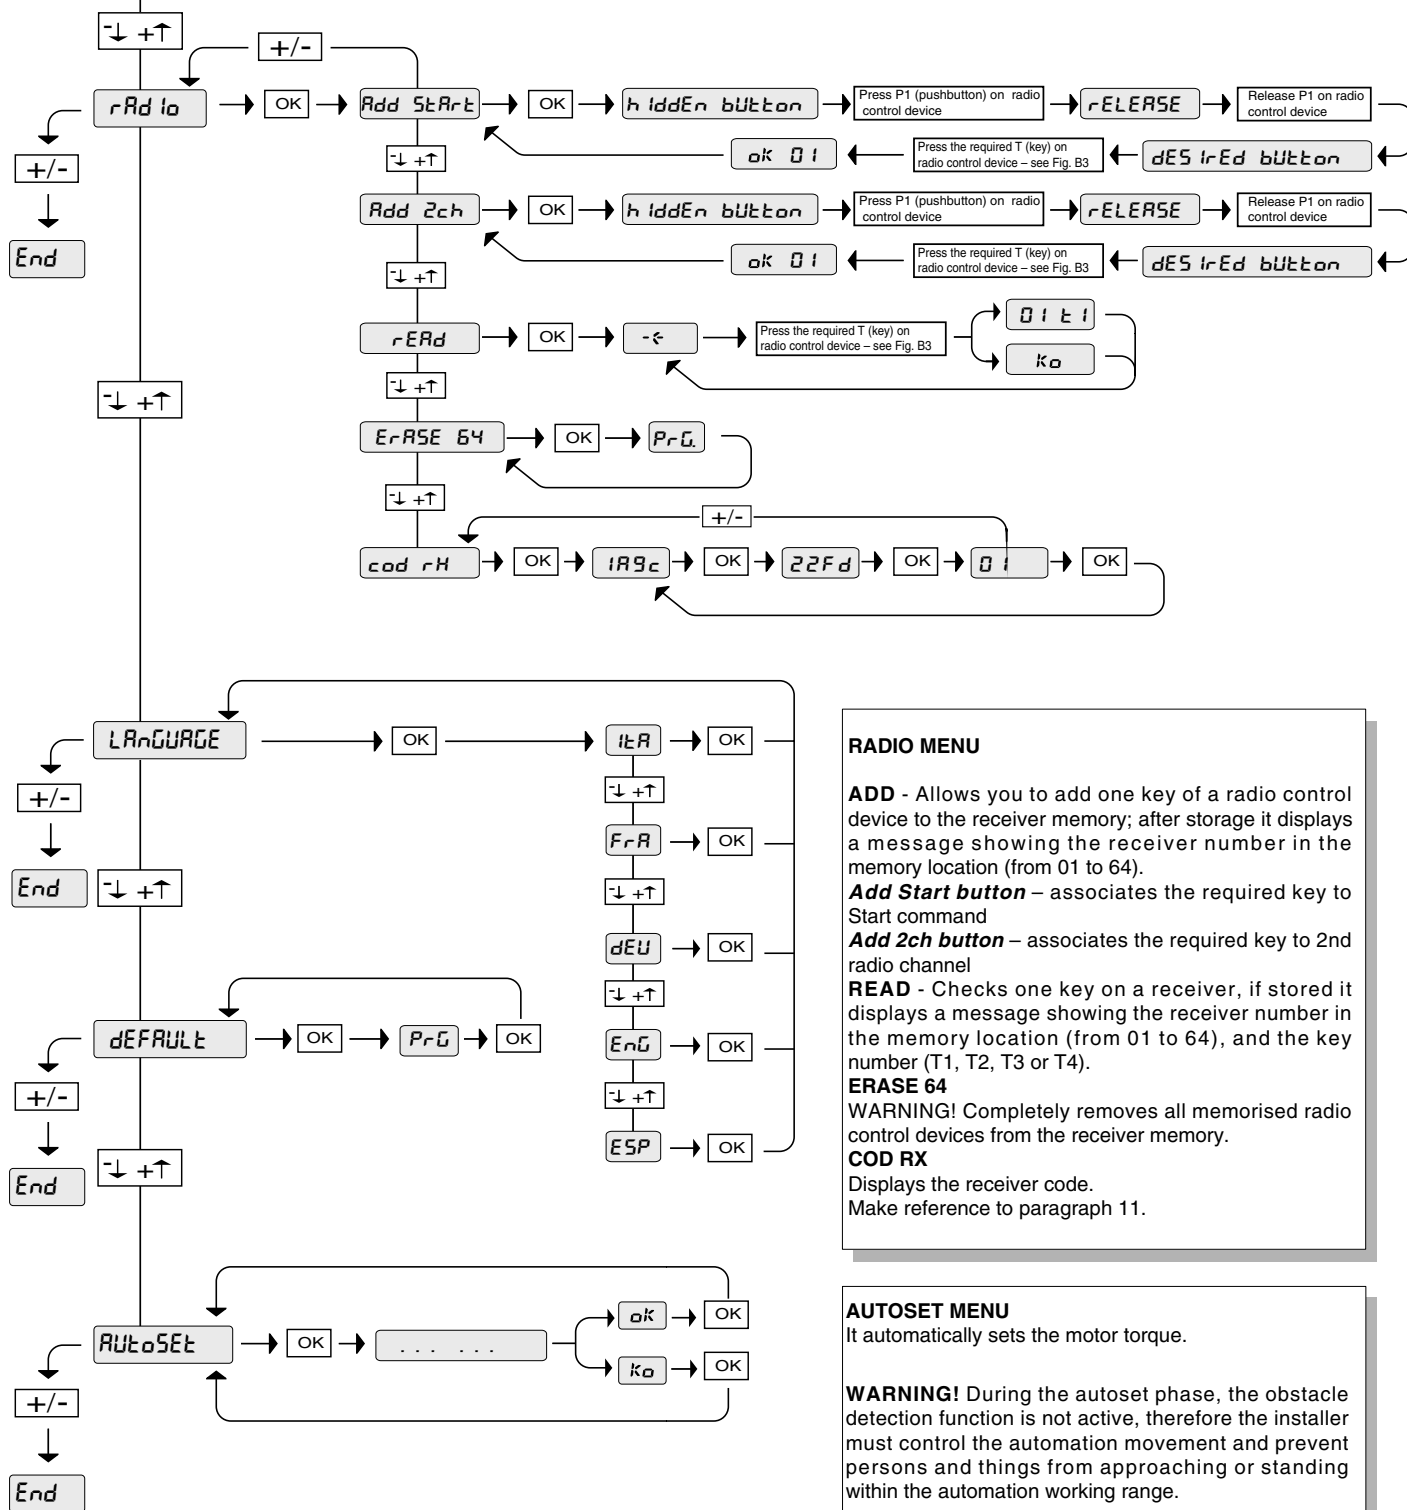 -↓ +↑
+/-
rAdIo
OK
Add StArt
OK
hIddEn bUtton
Press P1 (pushbutton) on radio
control device
rELEASE
Release P1 on radio
control device
-↓ +↑
oK 01
Press the required T (key) on
radio control device – see Fig. B3
dESIrEd bUtton
+/-
End
Add 2ch
OK
hIddEn bUtton
Press P1 (pushbutton) on radio
control device
rELEASE
Release P1 on radio
control device
-↓ +↑
oK 01
Press the required T (key) on
radio control device – see Fig. B3
dESIrEd bUtton
rEAd
OK
-<
Press the required T (key) on
radio control device – see Fig. B3
01 t1
Ko
-↓ +↑
-↓ +↑
ErASE 64
OK
PrG.
-↓ +↑
+/-
cod rH
OK
1A9c
OK
22Fd
OK
01
OK
LAnGUAGE
OK
ItA
OK
-↓ +↑
+/-
FrA
OK
-↓ +↑
End
-↓ +↑
dEU
OK
-↓ +↑
dEFAULt
OK
PrG
OK
EnG
OK
-↓ +↑
+/-
ESP
OK
-↓ +↑
End
RADIO MENU
ADD - Allows you to add one key of a radio control
device to the receiver memory; after storage it displays
a message showing the receiver number in the
memory location (from 01 to 64).
Add Start button – associates the required key to
Start command
Add 2ch button – associates the required key to 2nd
radio channel
READ - Checks one key on a receiver, if stored it
displays a message showing the receiver number in
the memory location (from 01 to 64), and the key
number (T1, T2, T3 or T4).
ERASE 64
WARNING! Completely removes all memorised radio
control devices from the receiver memory.
COD RX
Displays the receiver code.
Make reference to paragraph 11.
AUtoSEt
OK
... ...
oK
OK
Ko
OK
+/-
End
AUTOSET MENU
It automatically sets the motor torque.
WARNING! During the autoset phase, the obstacle
detection function is not active, therefore the installer
must control the automation movement and prevent
persons and things from approaching or standing
within the automation working range.